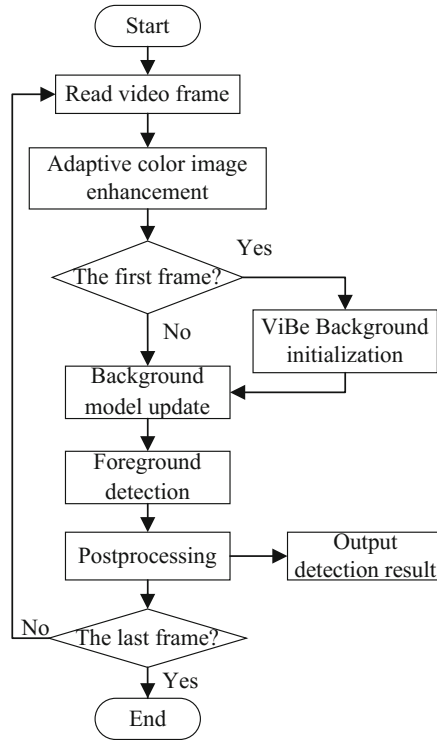 Start
Read video frame
Adaptive color image
enhancement
Yes
The first frame?
No
ViBe Background
initialization
Background
model update
Foreground
detection
Postprocessing
Output
detection result
No
The last frame?
Yes
End